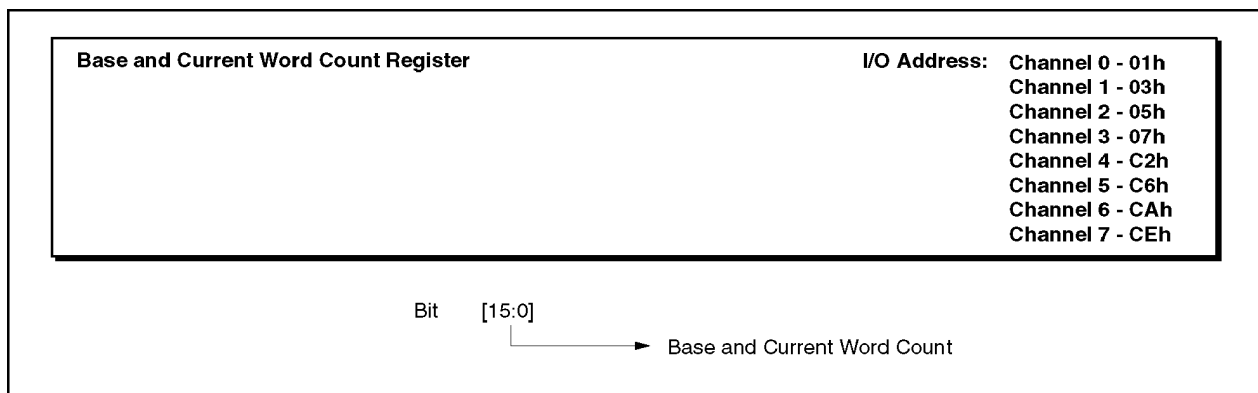 Base and Current Word Count Register I/O Address: Channel 0 - 01h
Channel 1 - 03h
Channel 2 - 05h
Channel 3 - 07h
Channel 4 - C2h
Channel 5 - C6h
Channel 6 - CAh
Channel 7 - CEh
Bit [15:0]
Base and Current Word Count